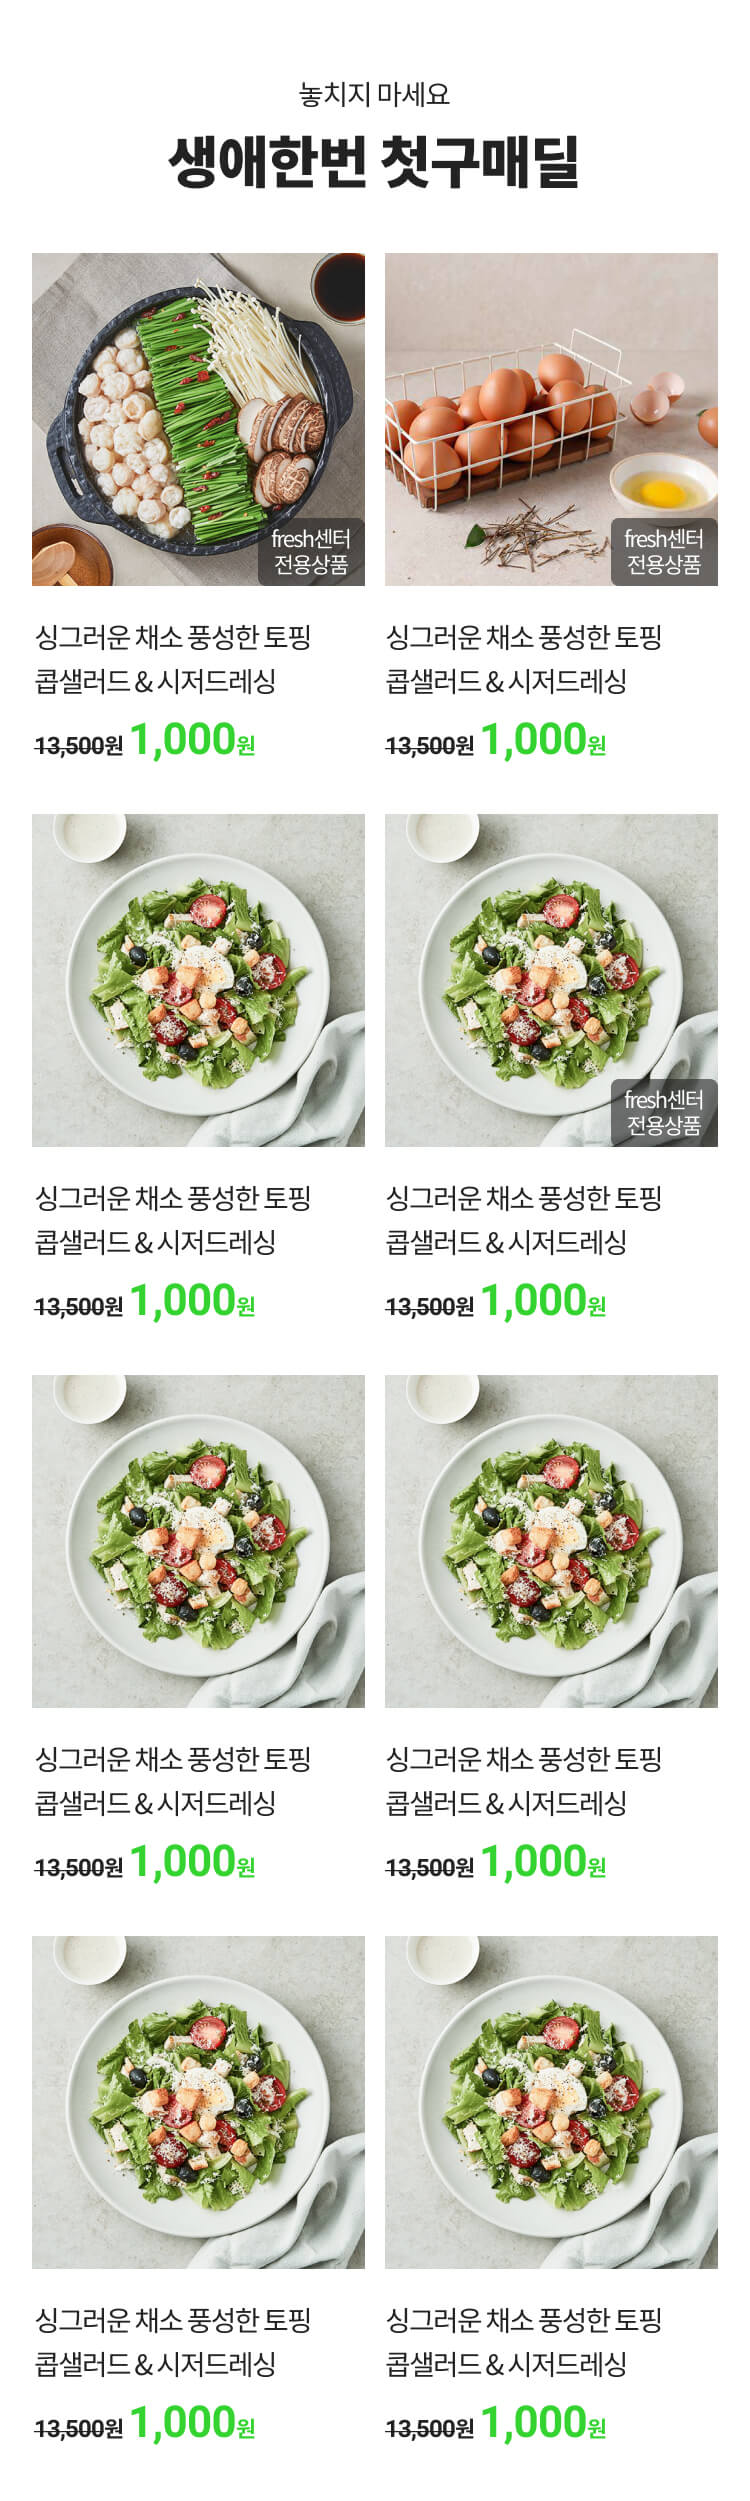 놓치지 마세요
생애한번 첫구매딜
fresh센터
전용상품
fresh센터
전용상품
싱그러운 채소 풍성한 토핑
콥샐러드 & 시저드레싱
13,500원 1,000원
싱그러운 채소 풍성한 토핑
콥샐러드 & 시저드레싱
13,500원 1,000원
fresh센터
전용상품
싱그러운 채소 풍성한 토핑
콥샐러드 & 시저드레싱
13,500원 1,000원
싱그러운 채소 풍성한 토핑
콥샐러드 & 시저드레싱
13,500원 1,000원
싱그러운 채소 풍성한 토핑
콥샐러드 & 시저드레싱
13,500원 1,000원
싱그러운 채소 풍성한 토핑
콥샐러드 & 시저드레싱
13,500원 1,000원
싱그러운 채소 풍성한 토핑
콥샐러드 & 시저드레싱
13,500원 1,000원
싱그러운 채소 풍성한 토핑
콥샐러드 & 시저드레싱
13,500원 1,000원